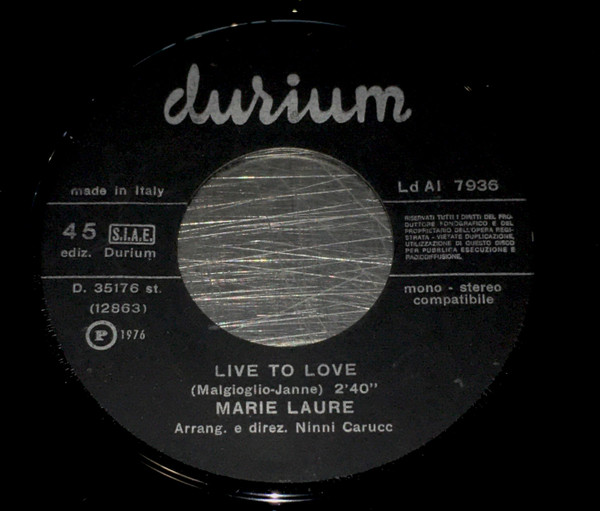 durium
made in Italy
Ld AI 7936
45 S.I.A.E.
ediz. Durium
RISERVATI TUTTI I DIRITTI DEL PRO-
DUTTORE FONOGRAFICO E DEL
PROPRIETARIO DELL'OPERA REGI-
STRATA - VIETATE DUPLICAZIONE,
UTILIZZAZIONE DI QUESTO DISCO
PER PUBBLICA ESECUZIONE E
RADIODIFFUSIONE.
D. 35176 st.
(12863)
P 1976
mono - stereo
compatibile
LIVE TO LOVE
(Malgioglio-Janne) 2'40"
MARIE LAURE
Arrang. e direz. Ninni Carucc